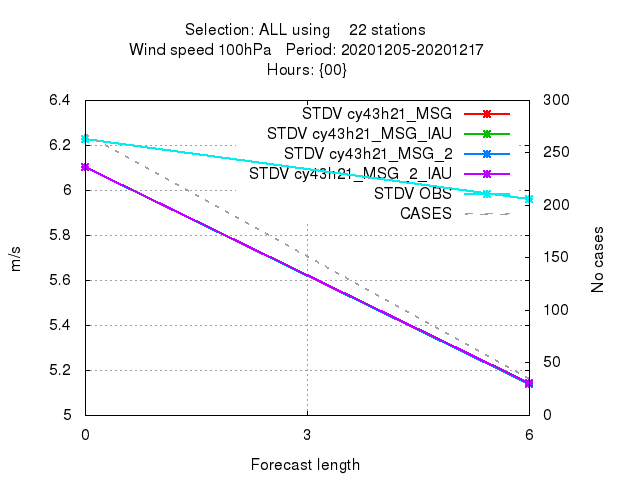 Selection: ALL using 22 stations
Wind speed 100hPa Period: 20201205-20201217
Hours: {00}
6.4
6.2
6
5.8
5.6
5.4
5.2
5
300
250
200
150
100
50
0
STDV cy43h21_MSG
STDV cy43h21_MSG_IAU
STDV cy43h21_MSG_2
STDV cy43h21_MSG_2_IAU
STDV OBS
CASES
m/s
No cases
0
3
6
Forecast length